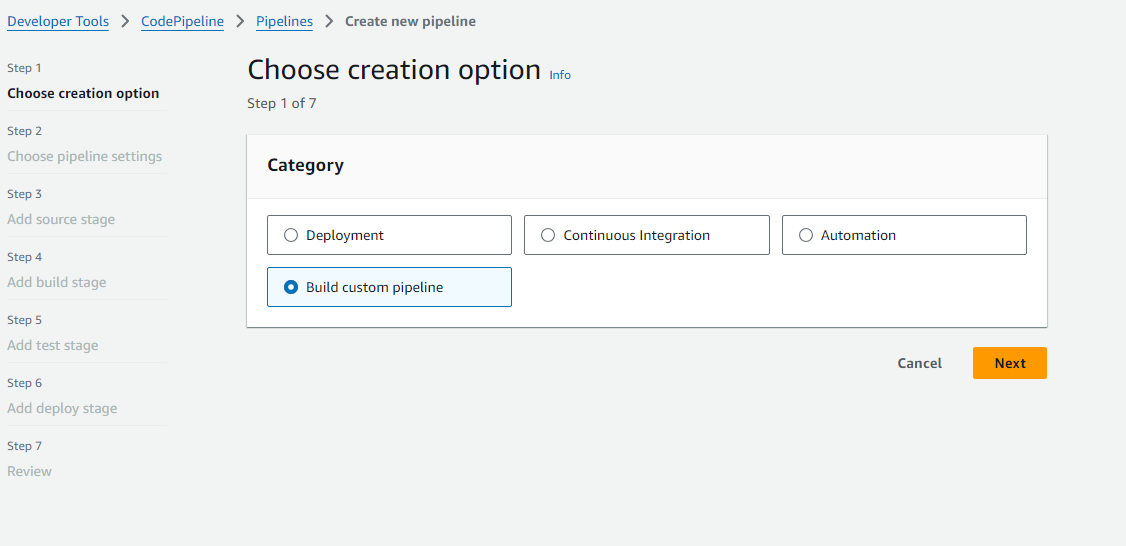 Developer Tools > CodePipeline > Pipelines > Create new pipeline
Step 1
Choose creation option
Step 2
Choose pipeline settings
Step 3
Add source stage
Step 4
Add build stage
Step 5
Add test stage
Step 6
Add deploy stage
Step 7
Review
Choose creation option Info
Step 1 of 7
Category
Deployment
Continuous Integration
Automation
Build custom pipeline
Cancel
Next